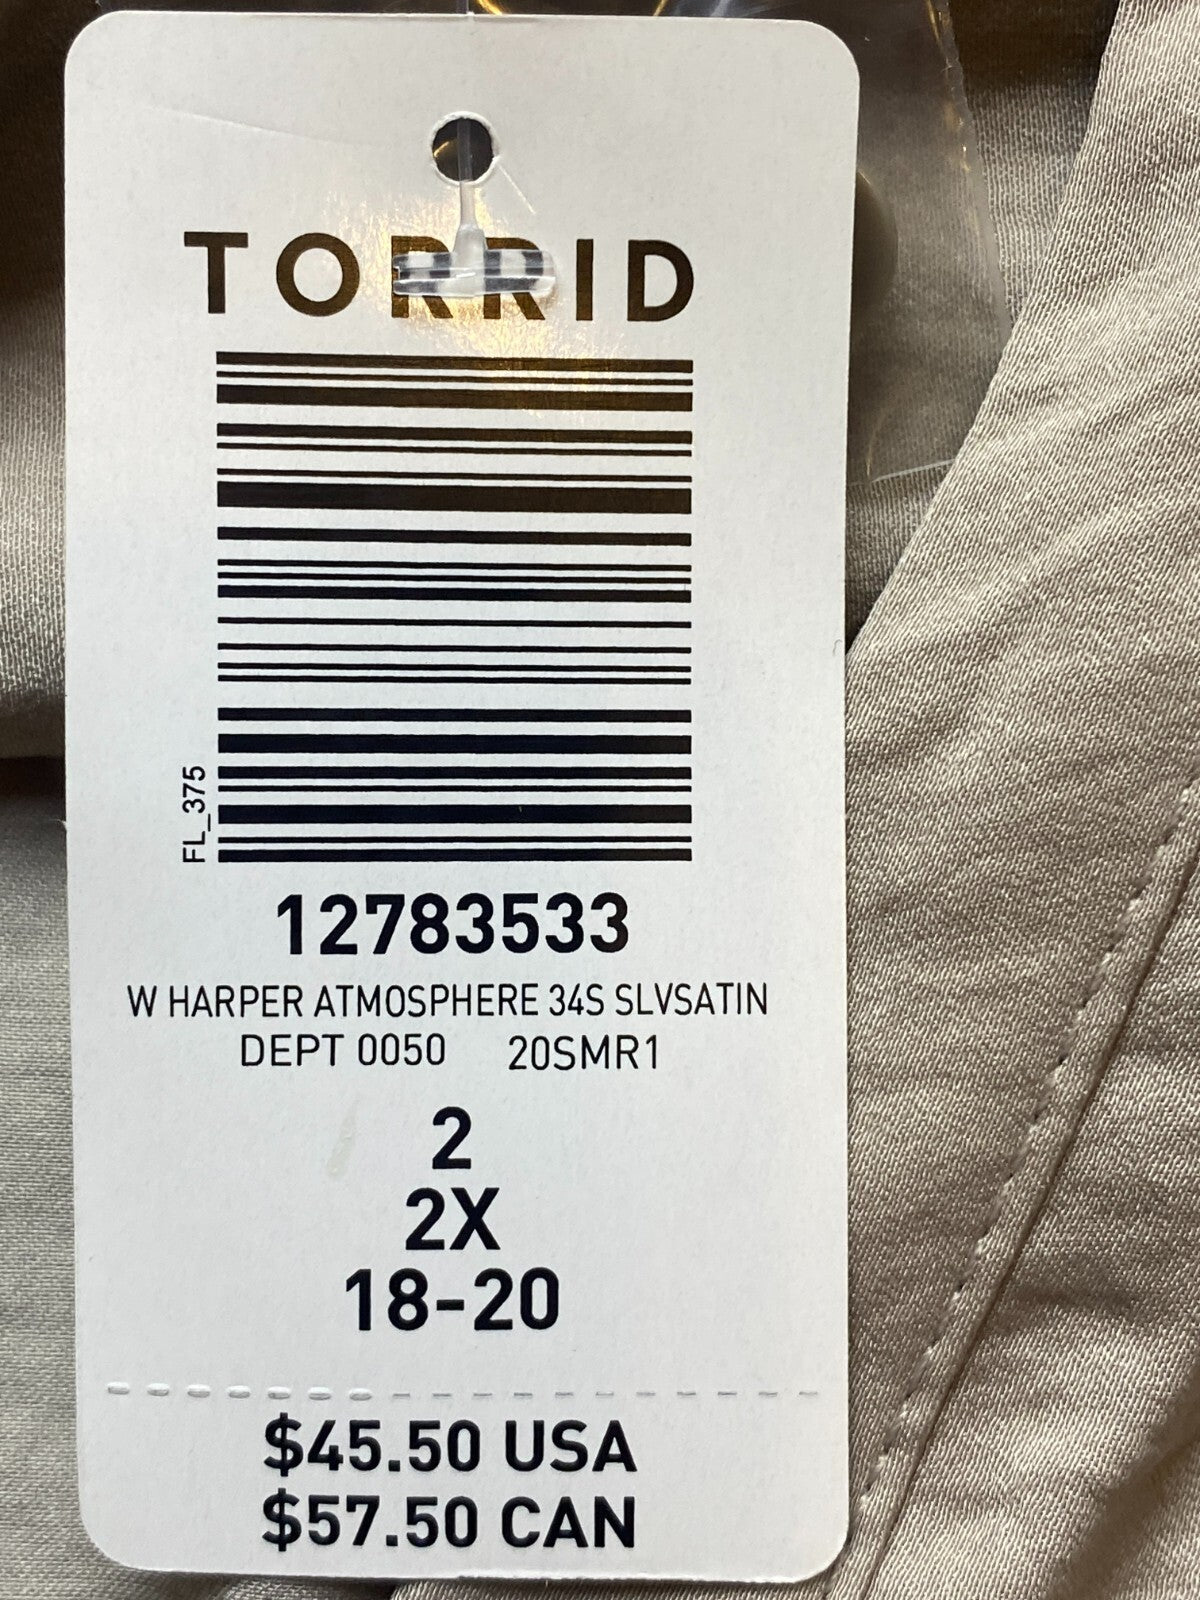 TORRID
FL_375
12783533
W HARPER ATMOSPHERE 34S SLVSATIN
DEPT 0050 20SMR1
2
2X
18-20
$45.50 USA
$57.50 CAN